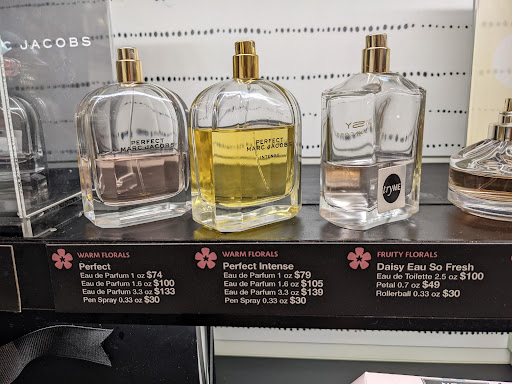 MARC JACOBS
PERFECT
MARC JACOBS
PERFECT
MARC JACOBS
INTENSE
try ME
WARM FLORALS
Perfect
Eau de Parfum 1 oz $74
Eau de Parfum 1.6 oz $100
Eau de Parfum 3.3 oz $133
Pen Spray 0.33 oz $30
WARM FLORALS
Perfect Intense
Eau de Parfum 1 oz $79
Eau de Parfum 1.6 oz $105
Eau de Parfum 3.3 oz $139
Pen Spray 0.33 oz $30
FRUITY FLORALS
Daisy Eau So Fresh
Eau de Toilette 2.5 oz $100
Petal 0.7 oz $49
Rollerball 0.33 oz $30